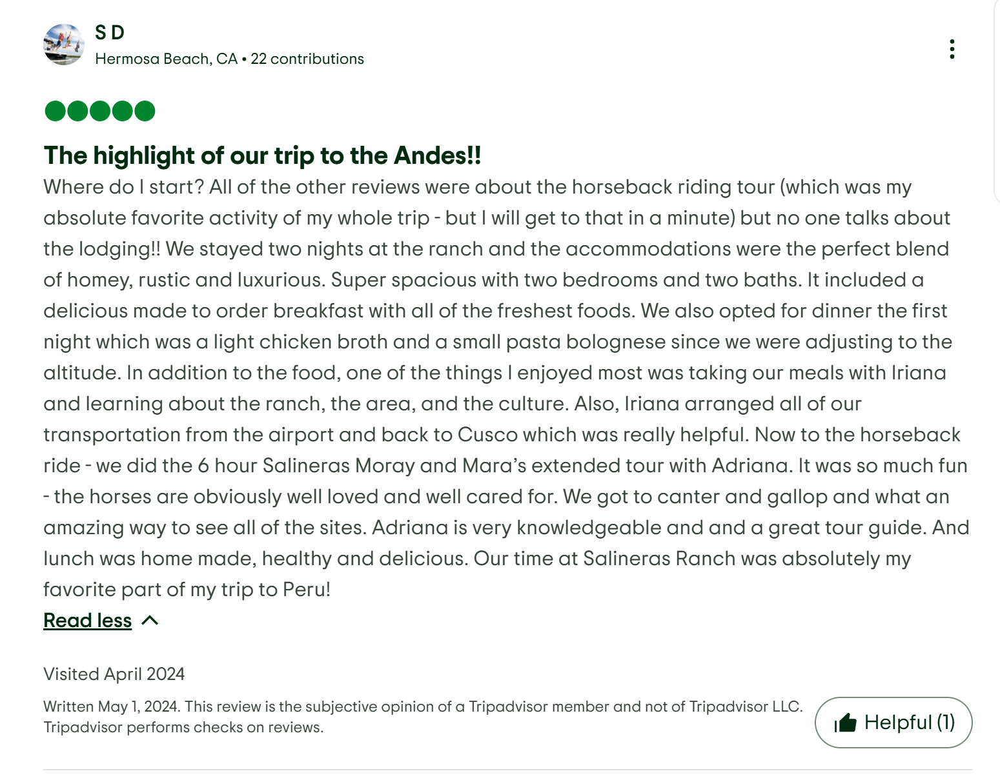 S D
Hermosa Beach, CA • 22 contributions
The highlight of our trip to the Andes!!
Where do I start? All of the other reviews were about the horseback riding tour (which was my
absolute favorite activity of my whole trip - but I will get to that in a minute) but no one talks about
the lodging!! We stayed two nights at the ranch and the accommodations were the perfect blend
of homey, rustic and luxurious. Super spacious with two bedrooms and two baths. It included a
delicious made to order breakfast with all of the freshest foods. We also opted for dinner the first
night which was a light chicken broth and a small pasta bolognese since we were adjusting to the
altitude. In addition to the food, one of the things I enjoyed most was taking our meals with Iriana
and learning about the ranch, the area, and the culture. Also, Iriana arranged all of our
transportation from the airport and back to Cusco which was really helpful. Now to the horseback
ride - we did the 6 hour Salineras Moray and Mara’s extended tour with Adriana. It was so much fun
- the horses are obviously well loved and well cared for. We got to canter and gallop and what an
amazing way to see all of the sites. Adriana is very knowledgeable and and a great tour guide. And
lunch was home made, healthy and delicious. Our time at Salineras Ranch was absolutely my
favorite part of my trip to Peru!
Read less
Visited April 2024
Written May 1, 2024. This review is the subjective opinion of a Tripadvisor member and not of Tripadvisor LLC.
Tripadvisor performs checks on reviews.
Helpful (1)